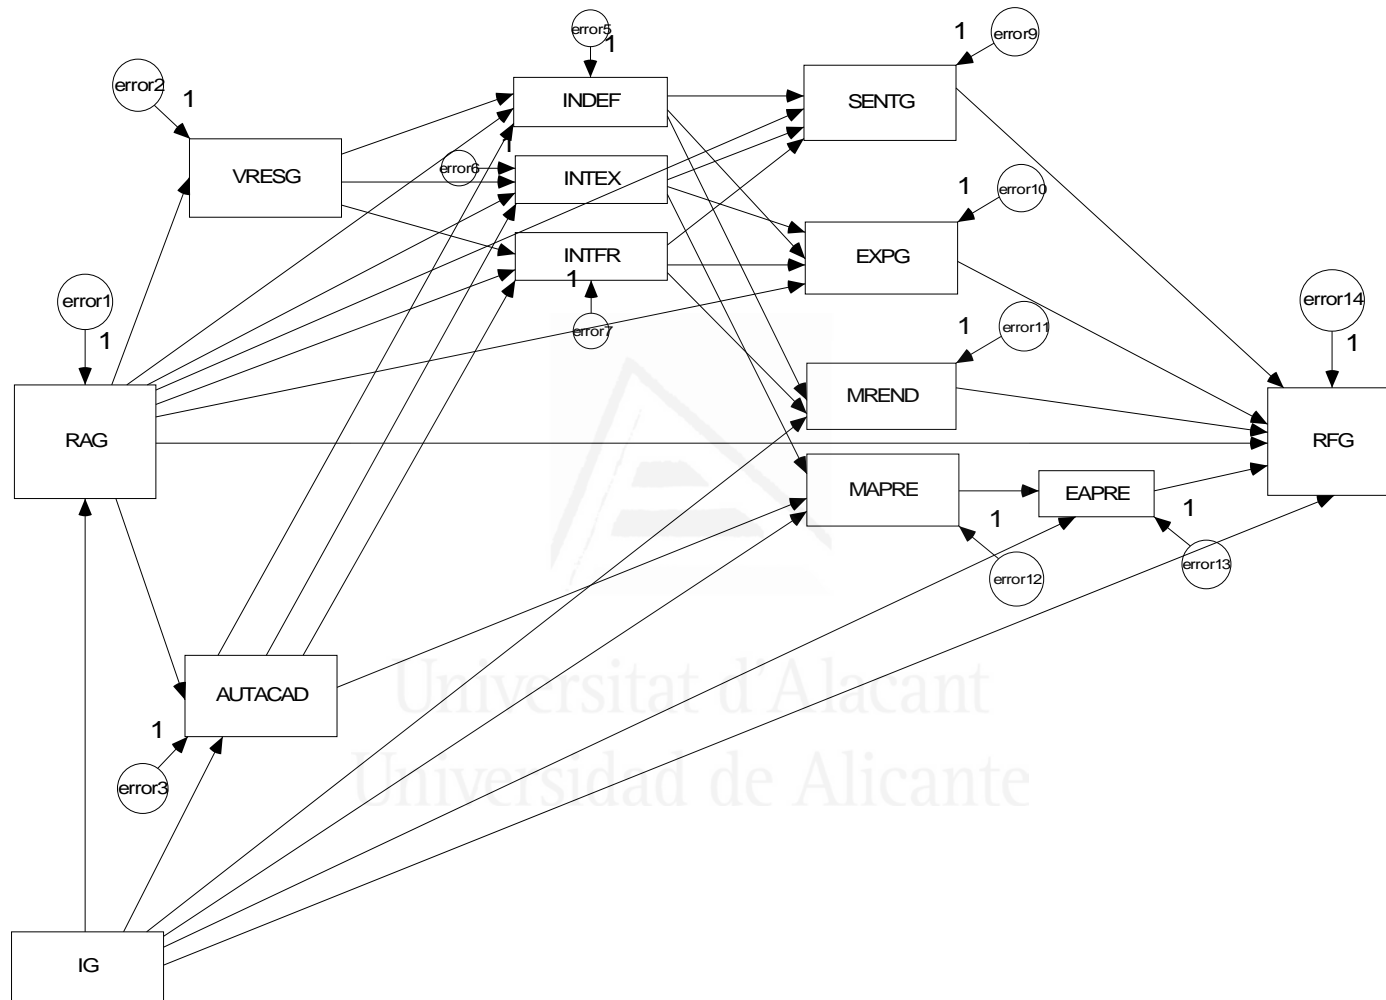 error5
1
error9
1
error2
1
INDEF
SENTG
1
error6
VRESG
INTEX
1
error10
INTFR
EXPG
1
error7
error1
1
1
error11
error14
1
MREND
RAG
RFG
MAPRE
EAPRE
1
1
error12
error13
AUTACAD
1
error3
Universitat d'Alacant
Universidad de Alicante
IG